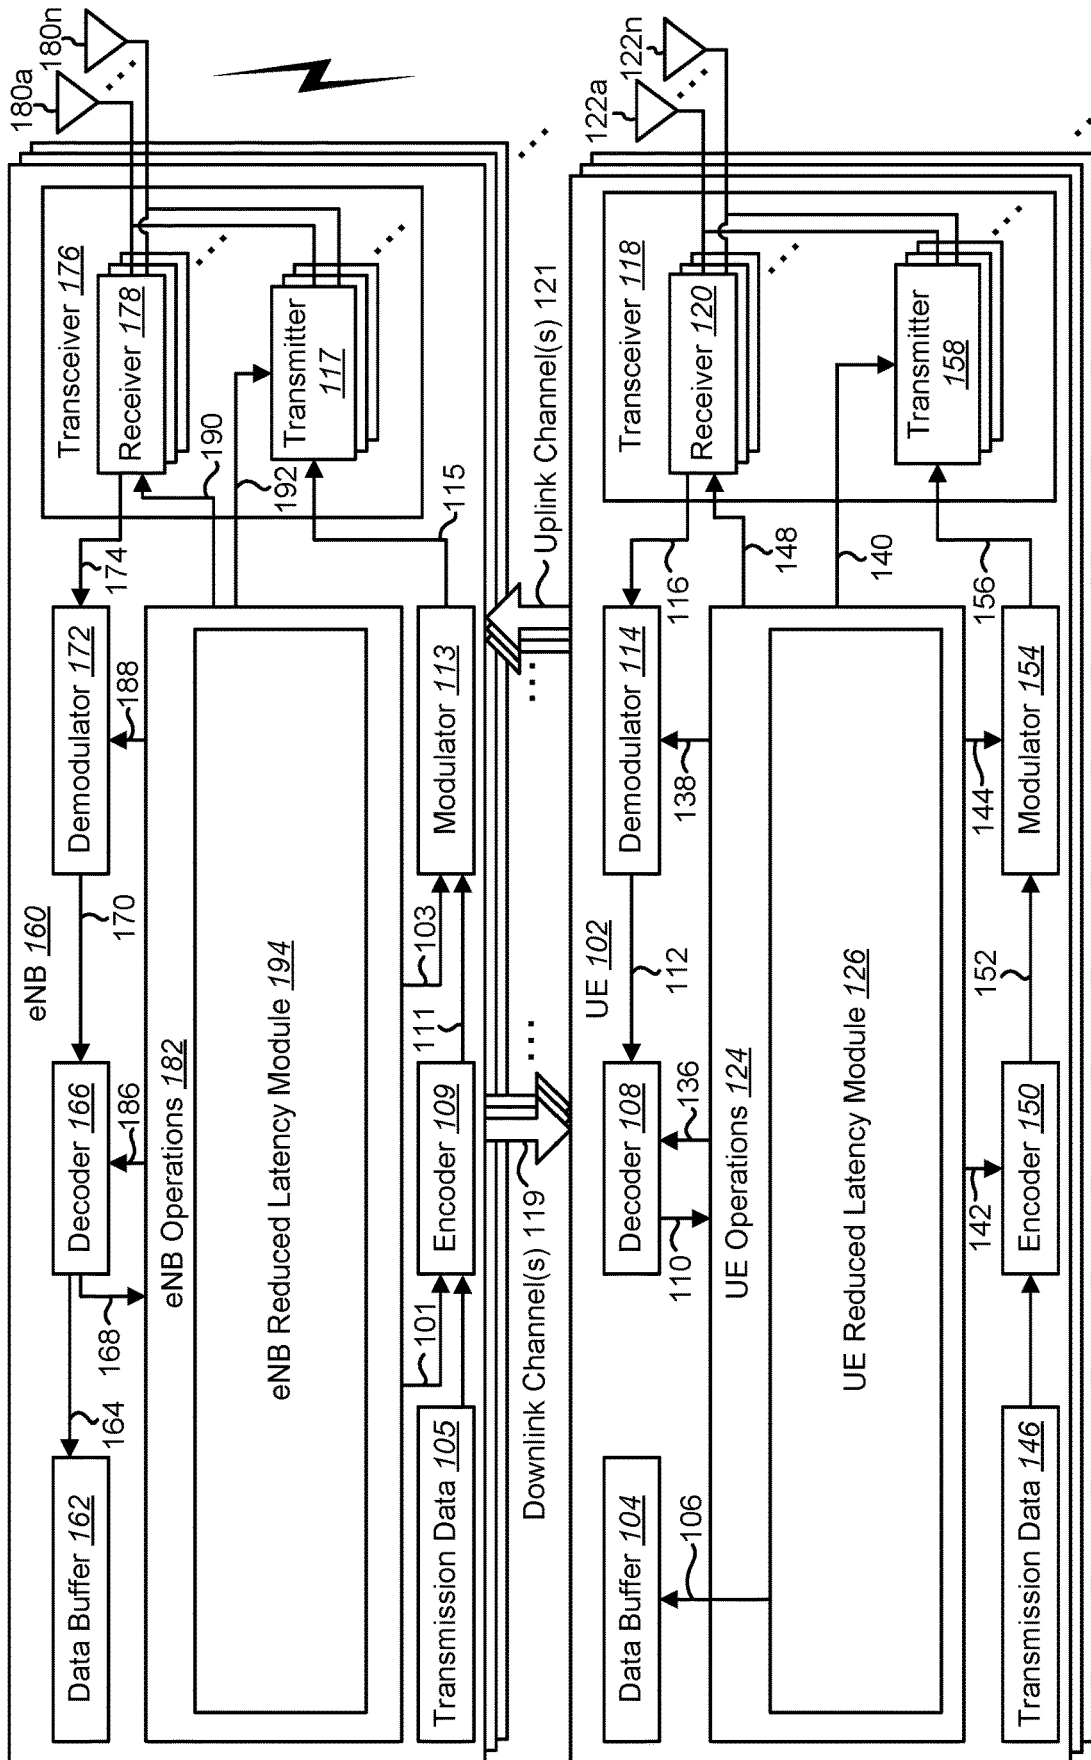 eNB 160
Data Buffer 162
164
168
Decoder 166
186
170
Demodulator 172
188
174
Transceiver 176
Receiver 178
190
192
Transmitter
117
180a
180n
eNB Operations 182
eNB Reduced Latency Module 194
Transmission Data 105
101
Encoder 109
111
103
Modulator 113
115
Downlink Channel(s) 119
Uplink Channel(s) 121
UE 102
Data Buffer 104
106
Decoder 108
110
136
112
Demodulator 114
138
116
148
140
Transceiver 118
Receiver 120
Transmitter
158
122a
122n
UE Operations 124
UE Reduced Latency Module 126
Transmission Data 146
142
Encoder 150
152
144
Modulator 154
156